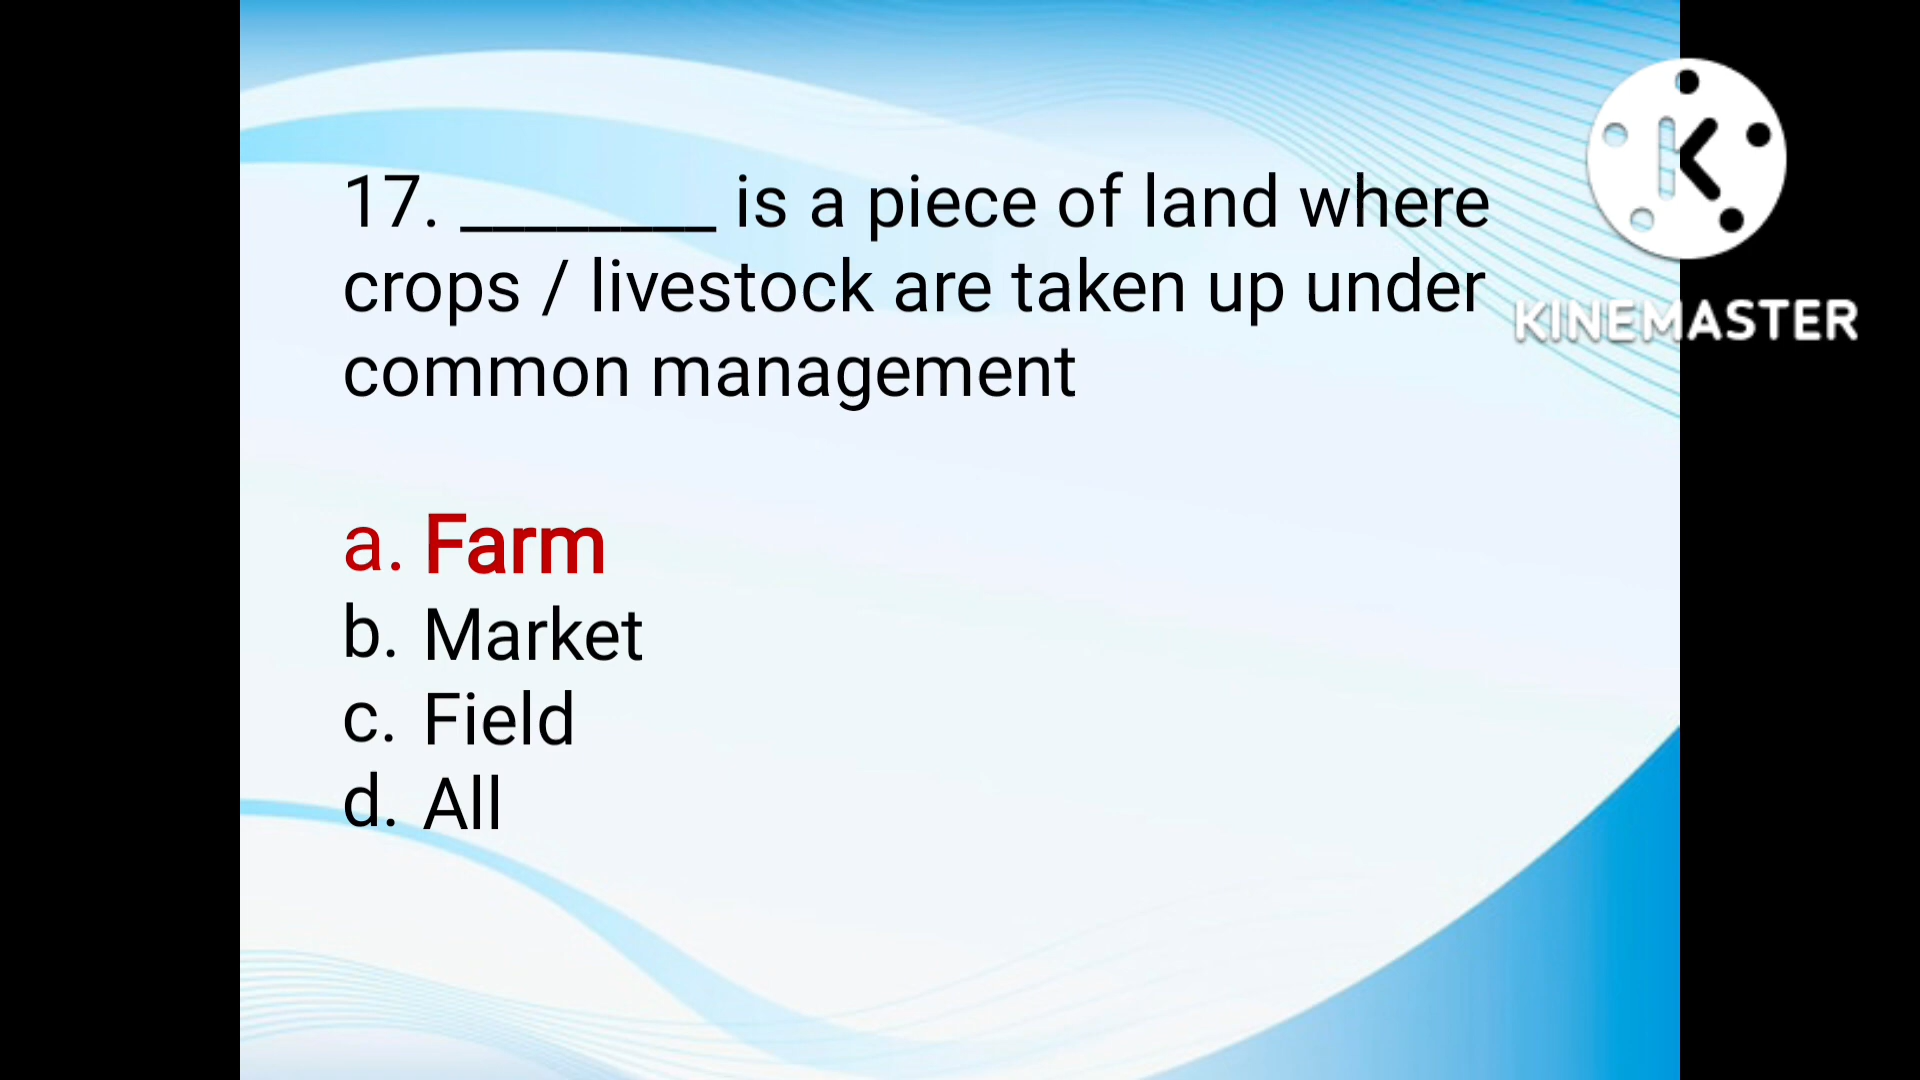 17. ________ is a piece of land where
crops / livestock are taken up under
common management
a. Farm
b. Market
c. Field
d. All
K
KINEMASTER